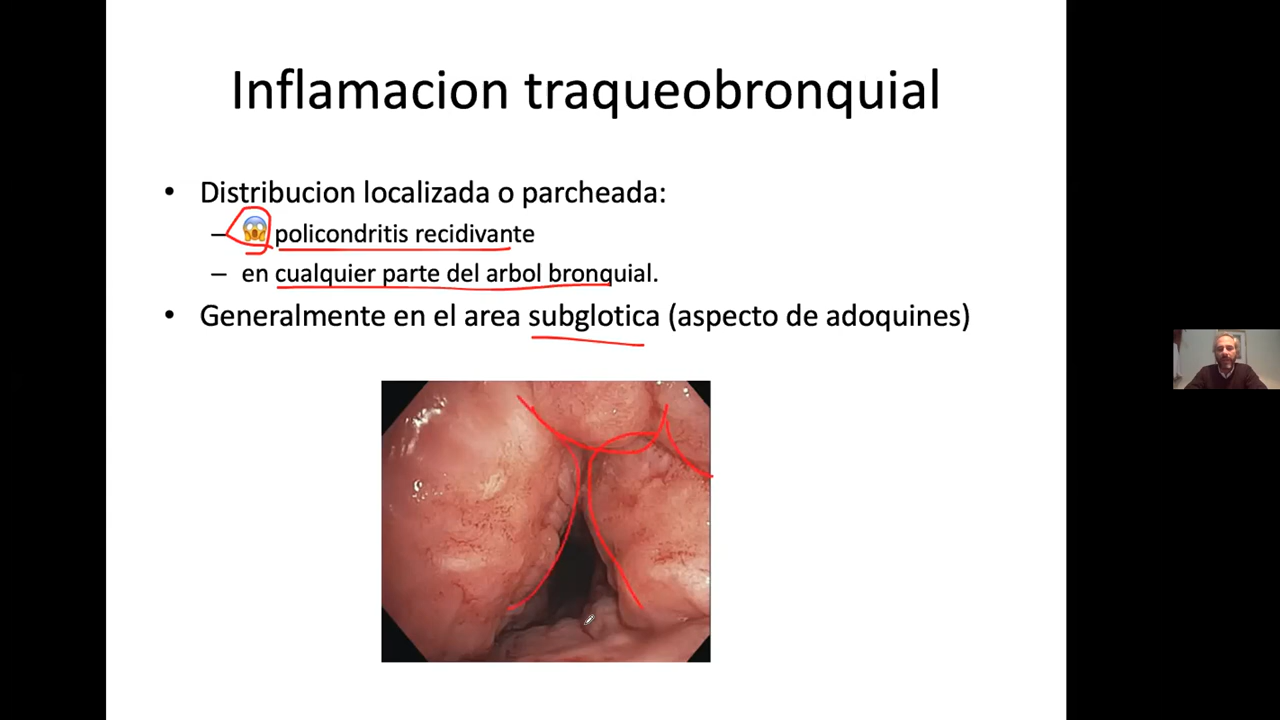 Inflamacion traqueobronquial
• Distribucion localizada o parcheada:
– 😱 policondritis recidivante
– en cualquier parte del arbol bronquial.
• Generalmente en el area subglotica (aspecto de adoquines)